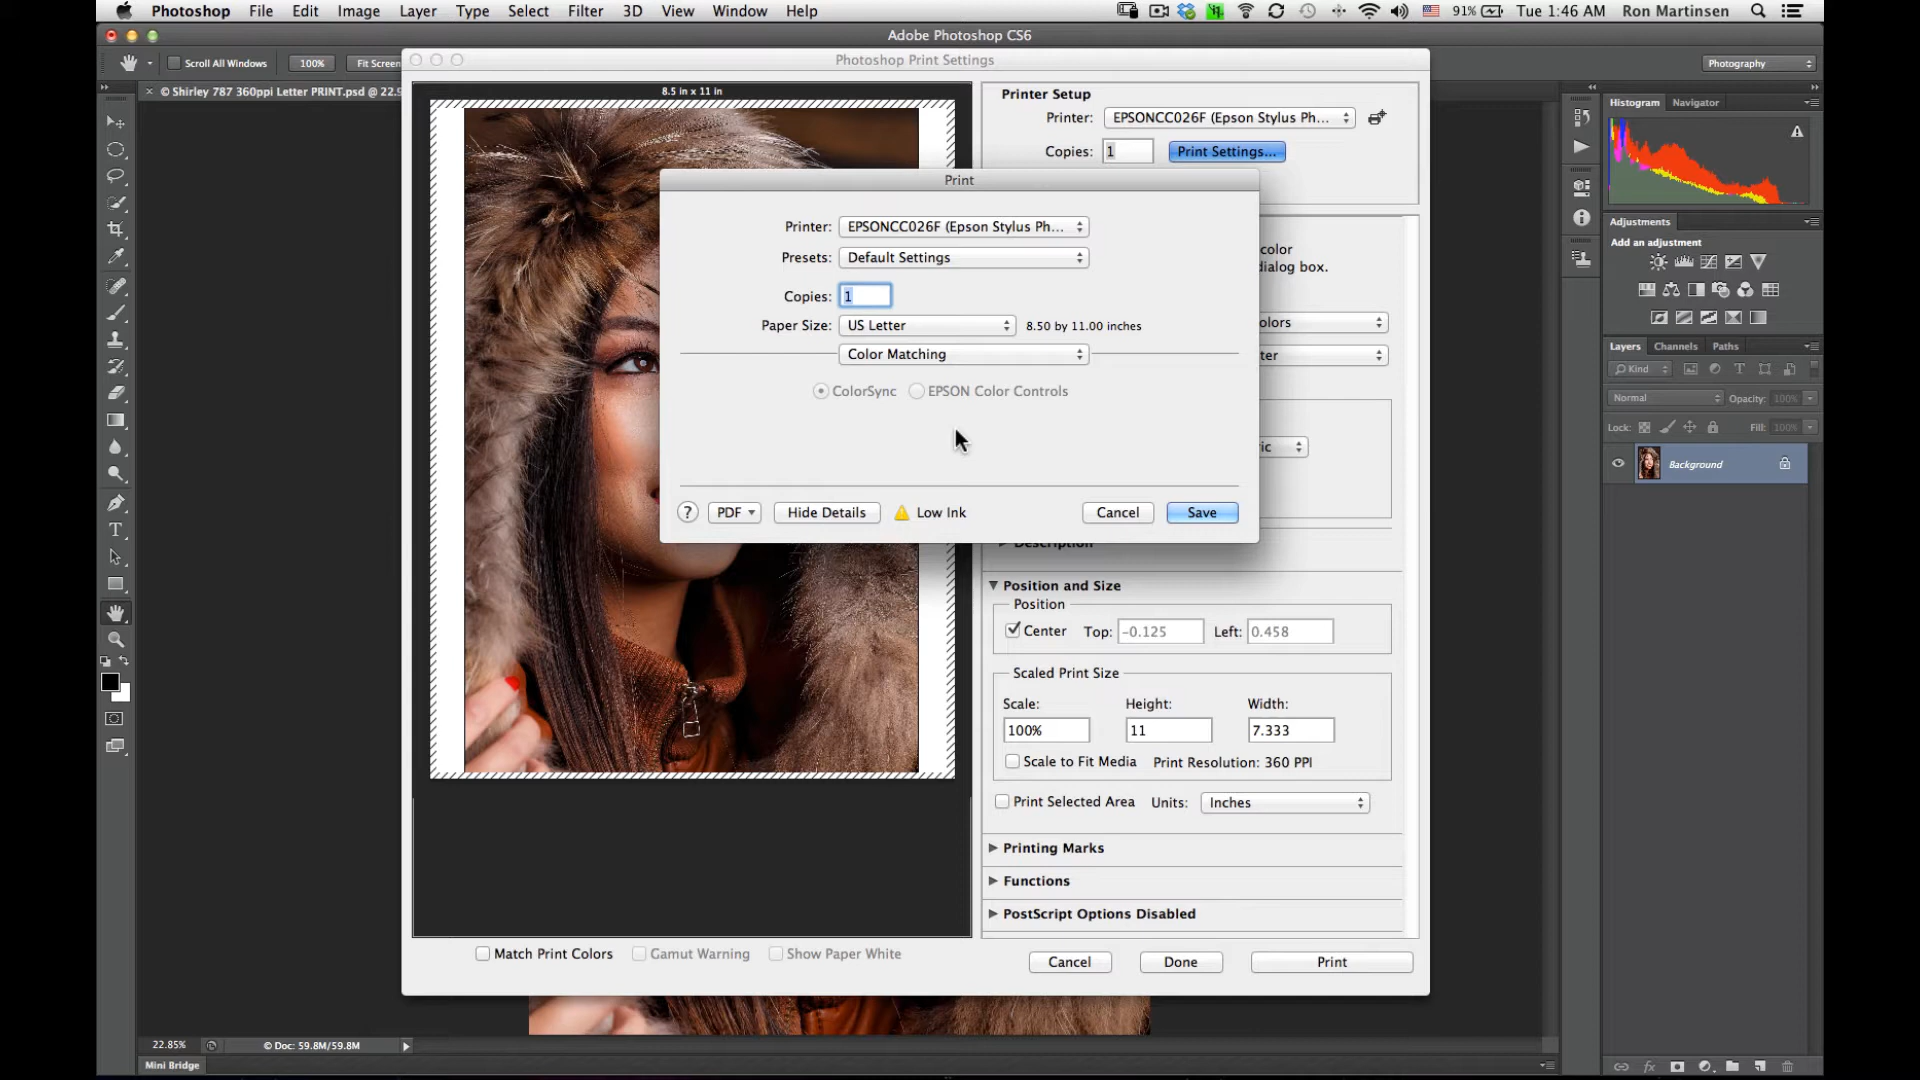 Photoshop File Edit Image Layer Type Select Filter 3D View Window Help 91% Tue 1:46 AM Ron Martinsen
Adobe Photoshop CS6
Scroll All Windows 100% Fit Screen Photography
Photoshop Print Settings
© Shirley 787 360ppi Letter PRINT.psd @ 22.9
8.5 in x 11 in
Printer Setup
Printer: EPSONCC026F (Epson Stylus Ph...
Copies: 1 Print Settings...
Print
Printer: EPSONCC026F (Epson Stylus Ph...
Presets: Default Settings
Copies: 1
Paper Size: US Letter 8.50 by 11.00 inches
Color Matching
ColorSync EPSON Color Controls
? PDF Hide Details Low Ink Cancel Save
color
dialog box.
olors
ter
ic
Description
Position and Size
Position
Center Top: -0.125 Left: 0.458
Scaled Print Size
Scale: Height: Width:
100% 11 7.333
Scale to Fit Media Print Resolution: 360 PPI
Print Selected Area Units: Inches
Printing Marks
Functions
PostScript Options Disabled
Match Print Colors Gamut Warning Show Paper White
Cancel Done Print
Histogram Navigator
Adjustments
Add an adjustment
Layers Channels Paths
Kind
Normal Opacity: 100%
Lock: Fill: 100%
Background
22.85% © Doc: 59.8M/59.8M
Mini Bridge